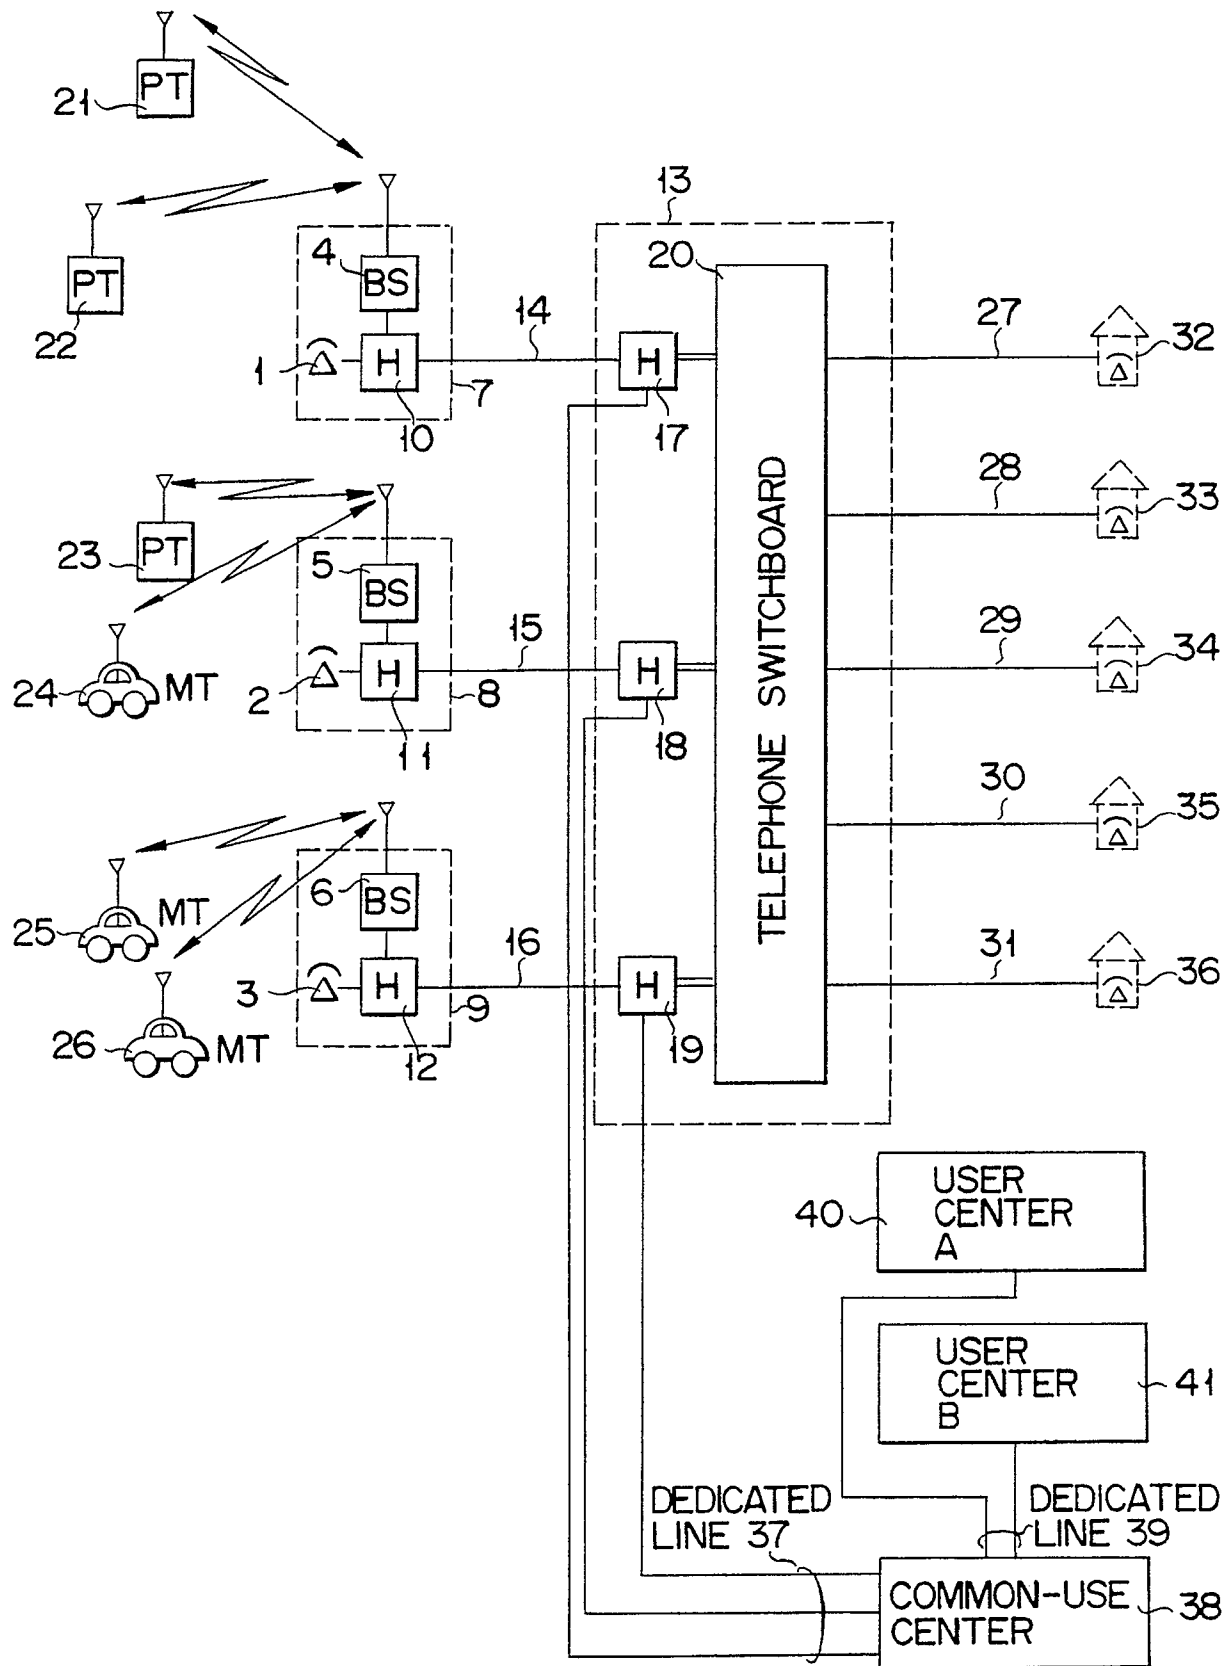 PT
21
PT
22
13
4
BS
20
14
27
32
1
H
H
7
10
17
28
33
PT
23
5
BS
15
29
34
24
MT
2
H
H
8
11
18
TELEPHONE SWITCHBOARD
30
35
6
BS
25
MT
16
31
36
3
H
H
9
26
MT
12
19
40
USER
CENTER
A
USER
CENTER
B
41
DEDICATED
LINE 37
DEDICATED
LINE 39
COMMON-USE
CENTER
38